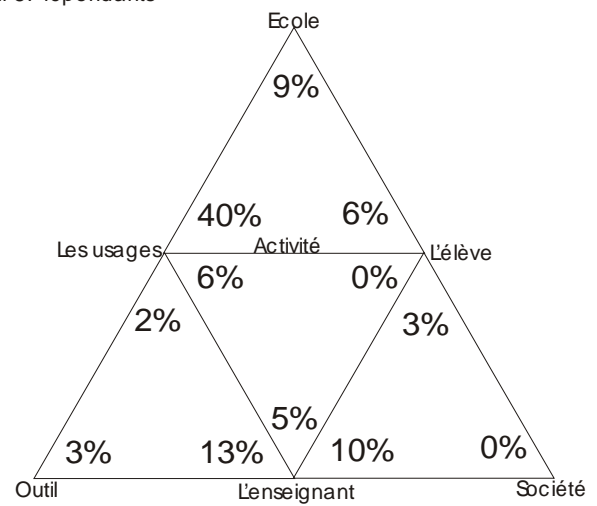 Ecole
9%
40% 6%
Les usages Activité L'élève
6% 0%
2% 3%
5%
3% 13% 10% 0%
Outil L'enseignant Société